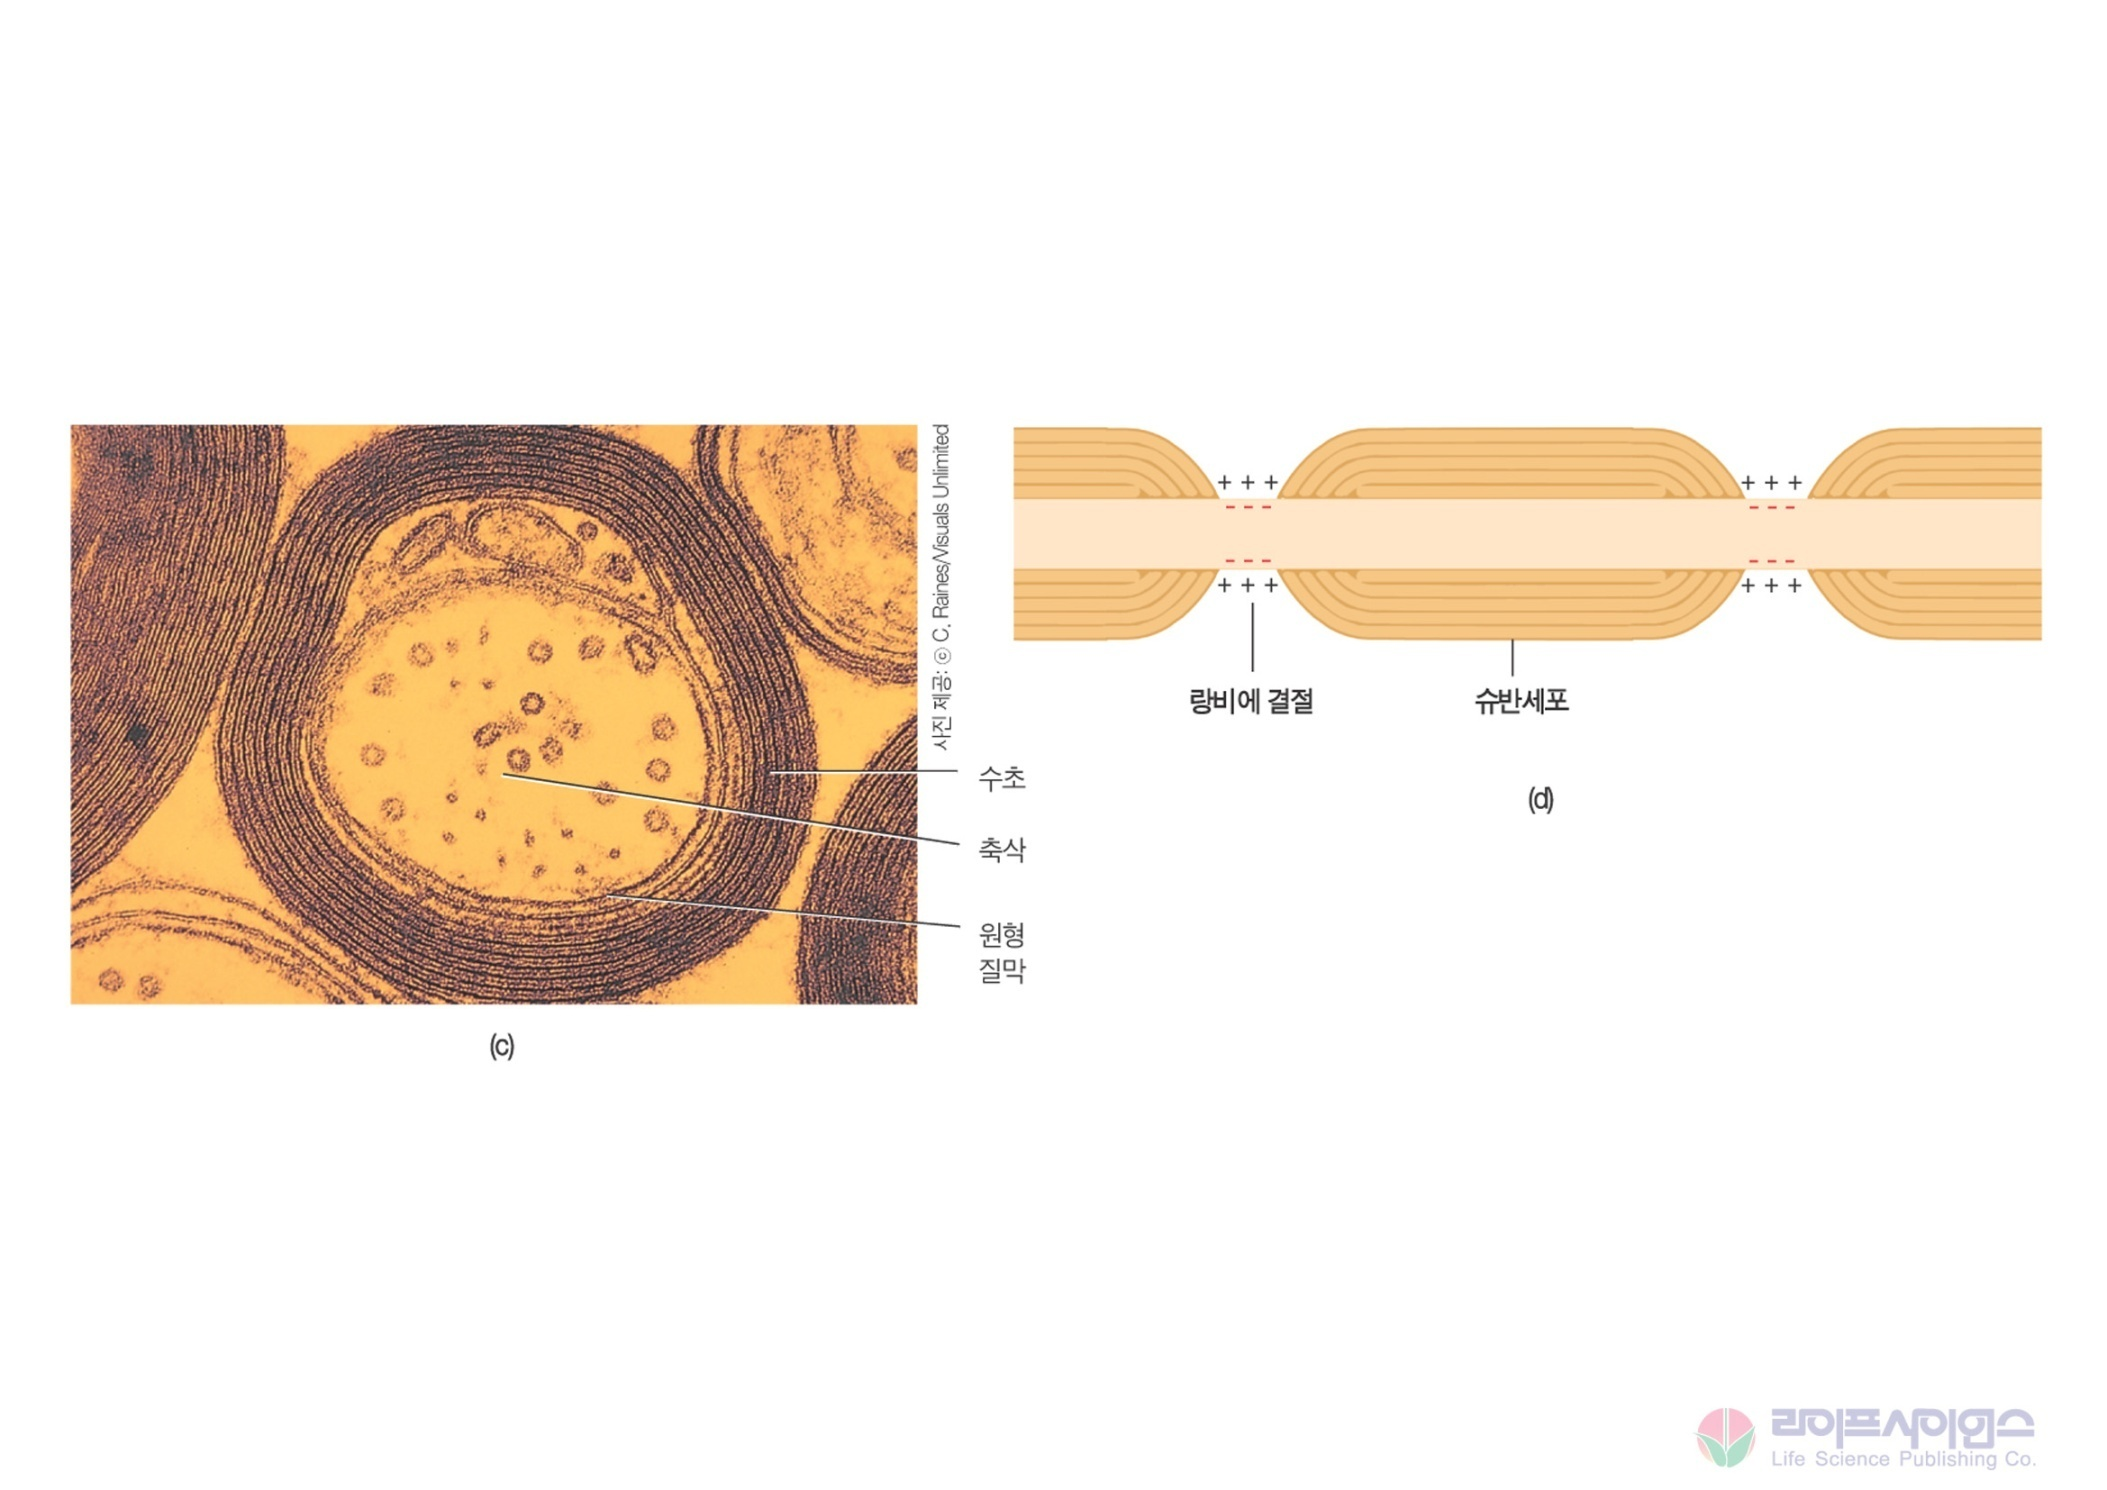 사진 제공: ⓒ C. Raines/Visuals Unlimited
수초
축삭
원형
질막
(c)
+ + +
+ + +
- - -
- - -
- - -
- - -
+ + +
+ + +
랑비에 결절
슈반세포
(d)
라이프사이언스
Life Science Publishing Co.